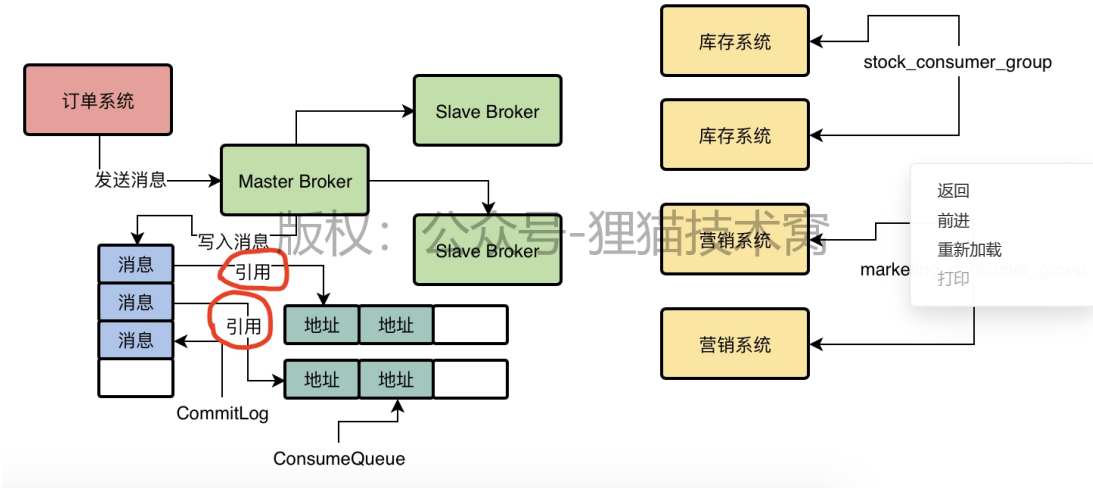 库存系统
stock_consumer_group
订单系统
Slave Broker
库存系统
发送消息
Master Broker
返回
前进
版权：公众号-狸猫技术窝
写入消息
营销系统
Slave Broker
重新加载
消息
引用
marketing_consumer_group
打印
消息
引用
地址
地址
消息
营销系统
地址
地址
CommitLog
ConsumeQueue